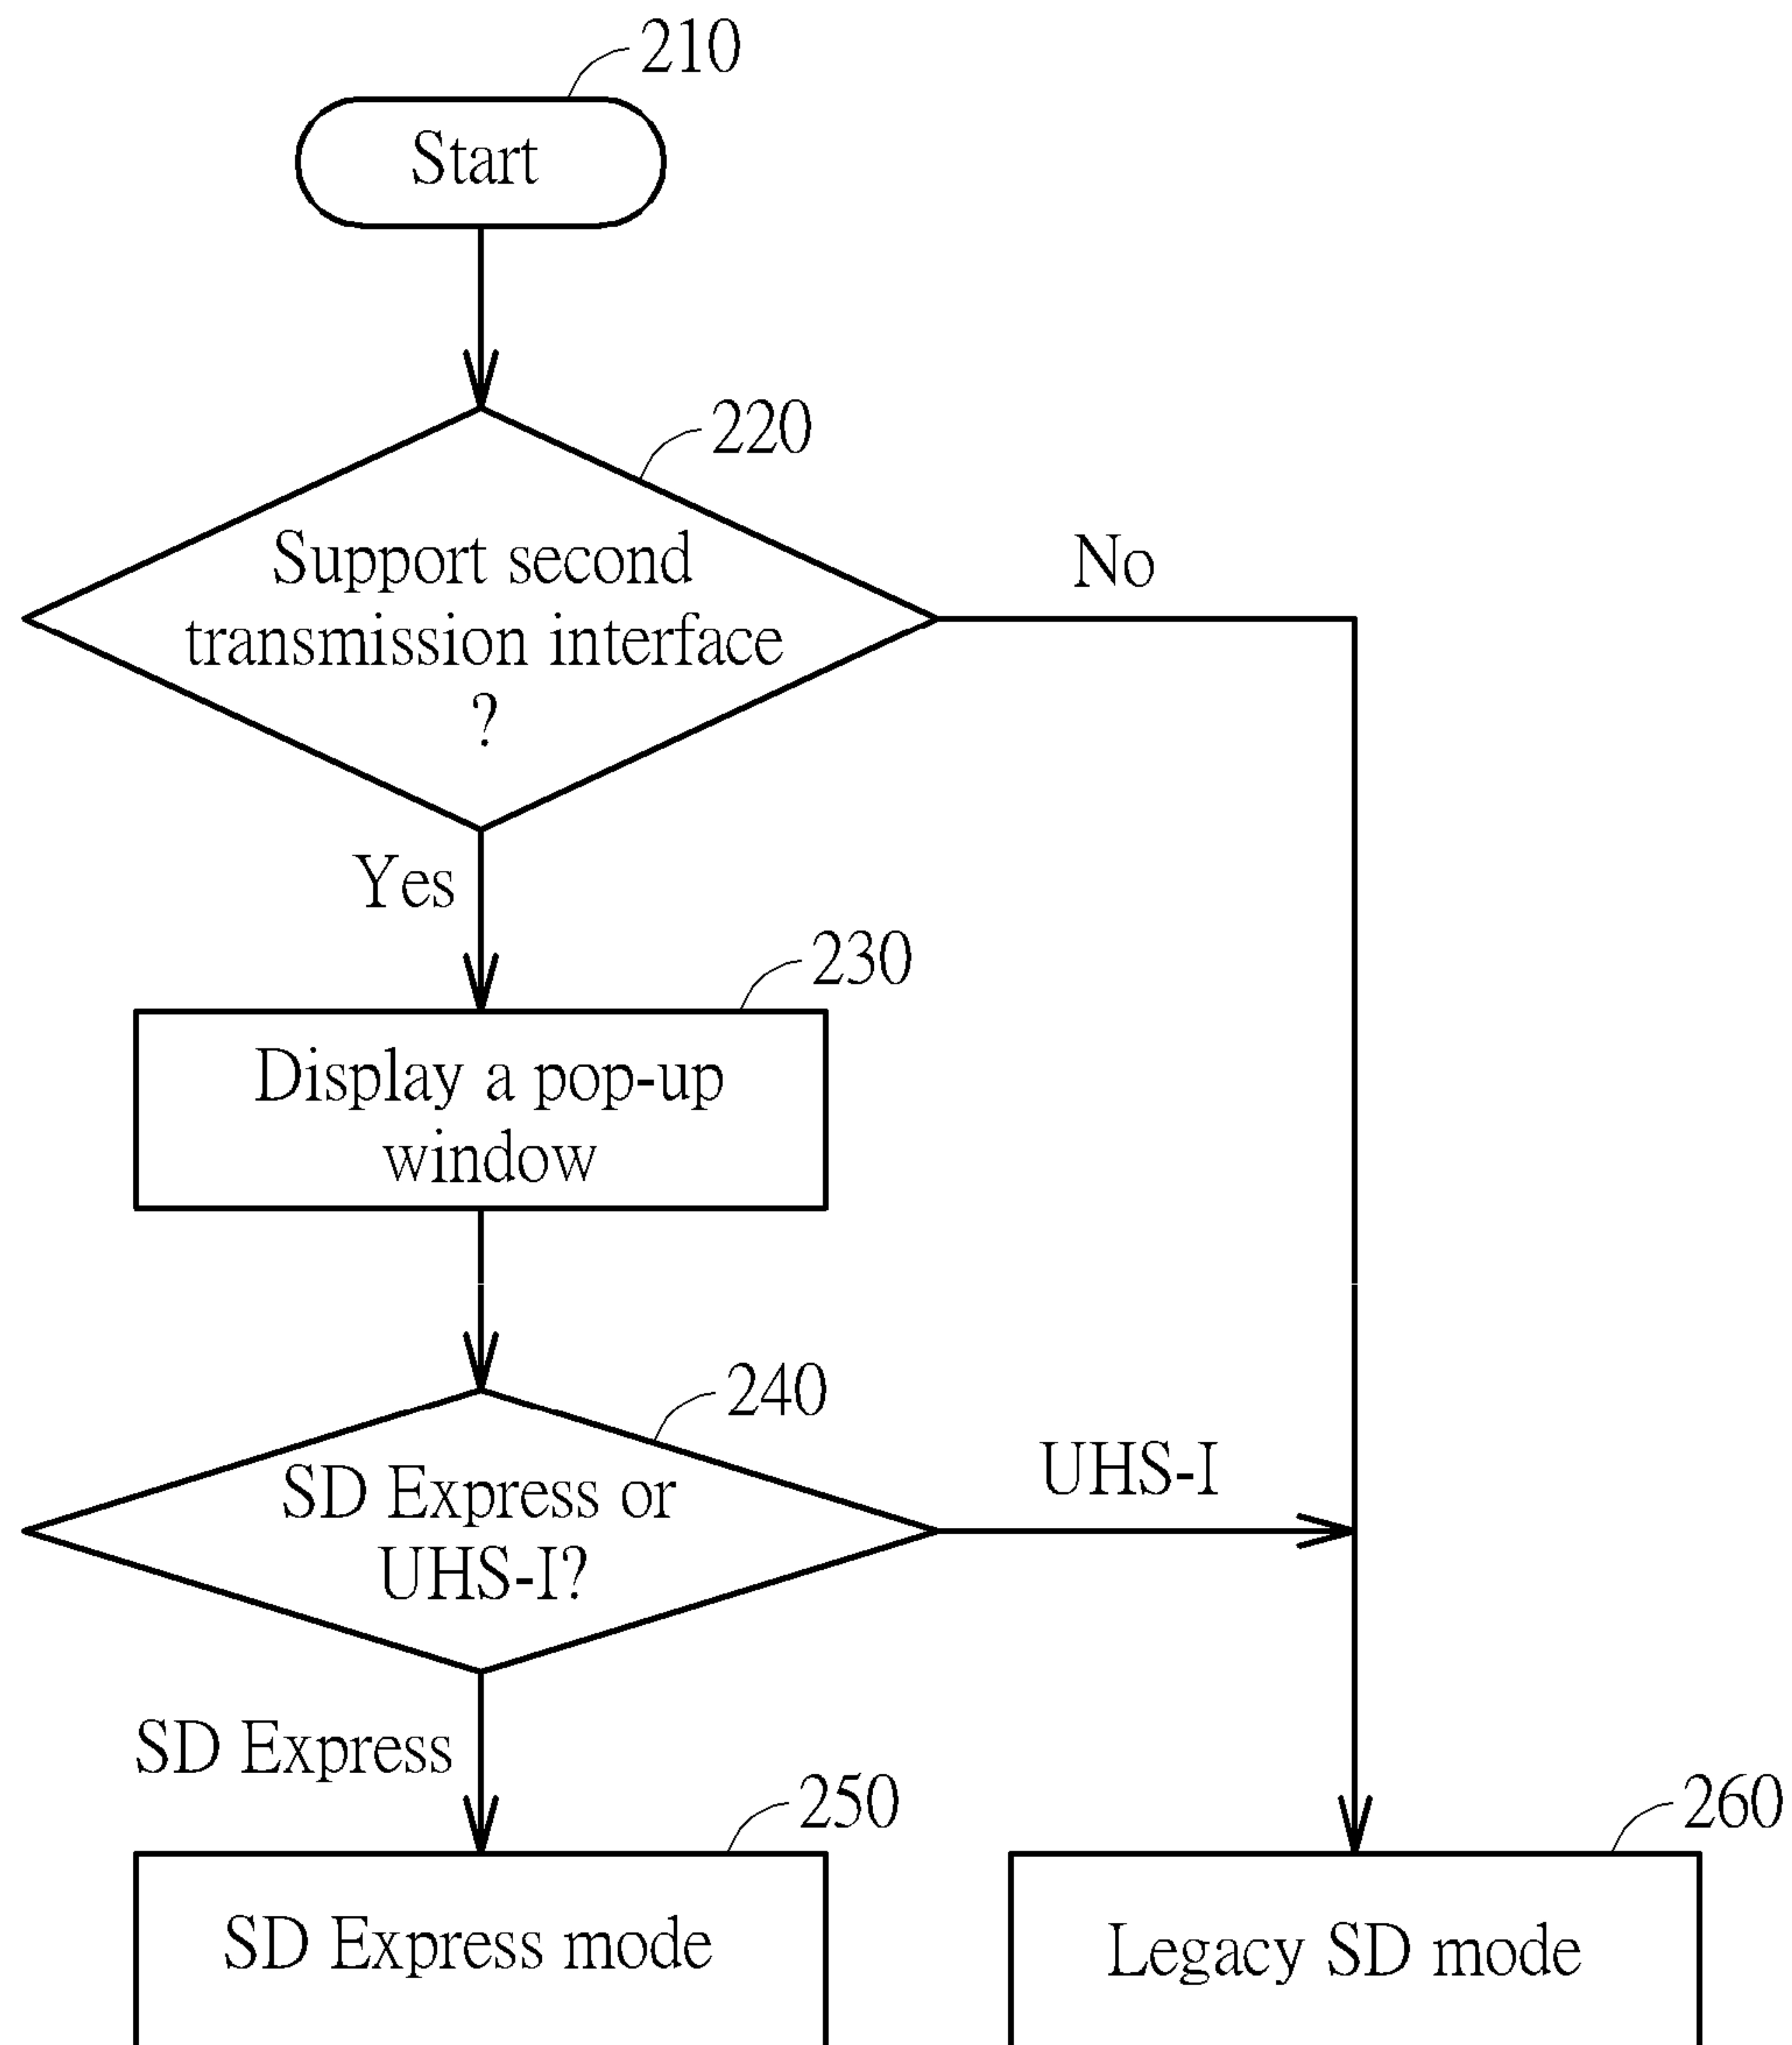 210
Start
220
Support second
transmission interface
?
No
Yes
230
Display a pop-up
window
240
SD Express or
UHS-I?
UHS-I
SD Express
250
260
SD Express mode
Legacy SD mode